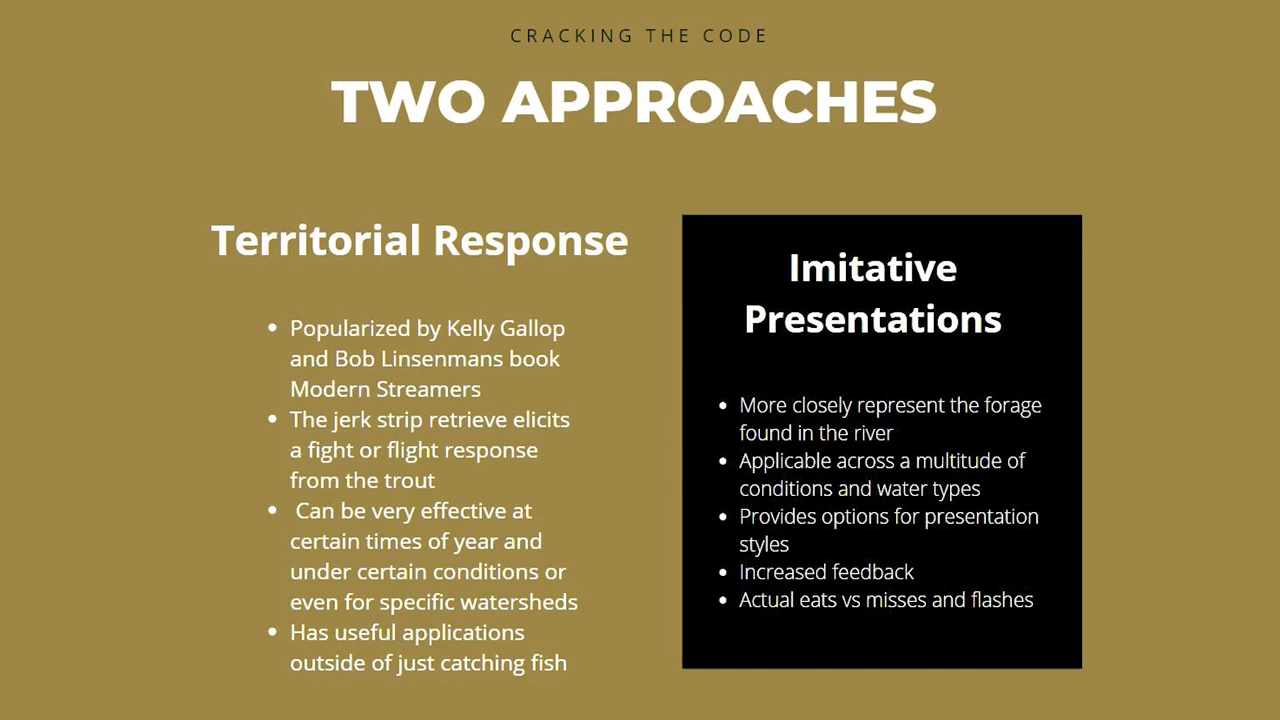 CRACKING THE CODE
TWO APPROACHES
Territorial Response
• Popularized by Kelly Gallop
and Bob Linsenmans book
Modern Streamers
• The jerk strip retrieve elicits
a fight or flight response
from the trout
• Can be very effective at
certain times of year and
under certain conditions or
even for specific watersheds
• Has useful applications
outside of just catching fish
Imitative
Presentations
• More closely represent the forage
found in the river
• Applicable across a multitude of
conditions and water types
• Provides options for presentation
styles
• Increased feedback
• Actual eats vs misses and flashes